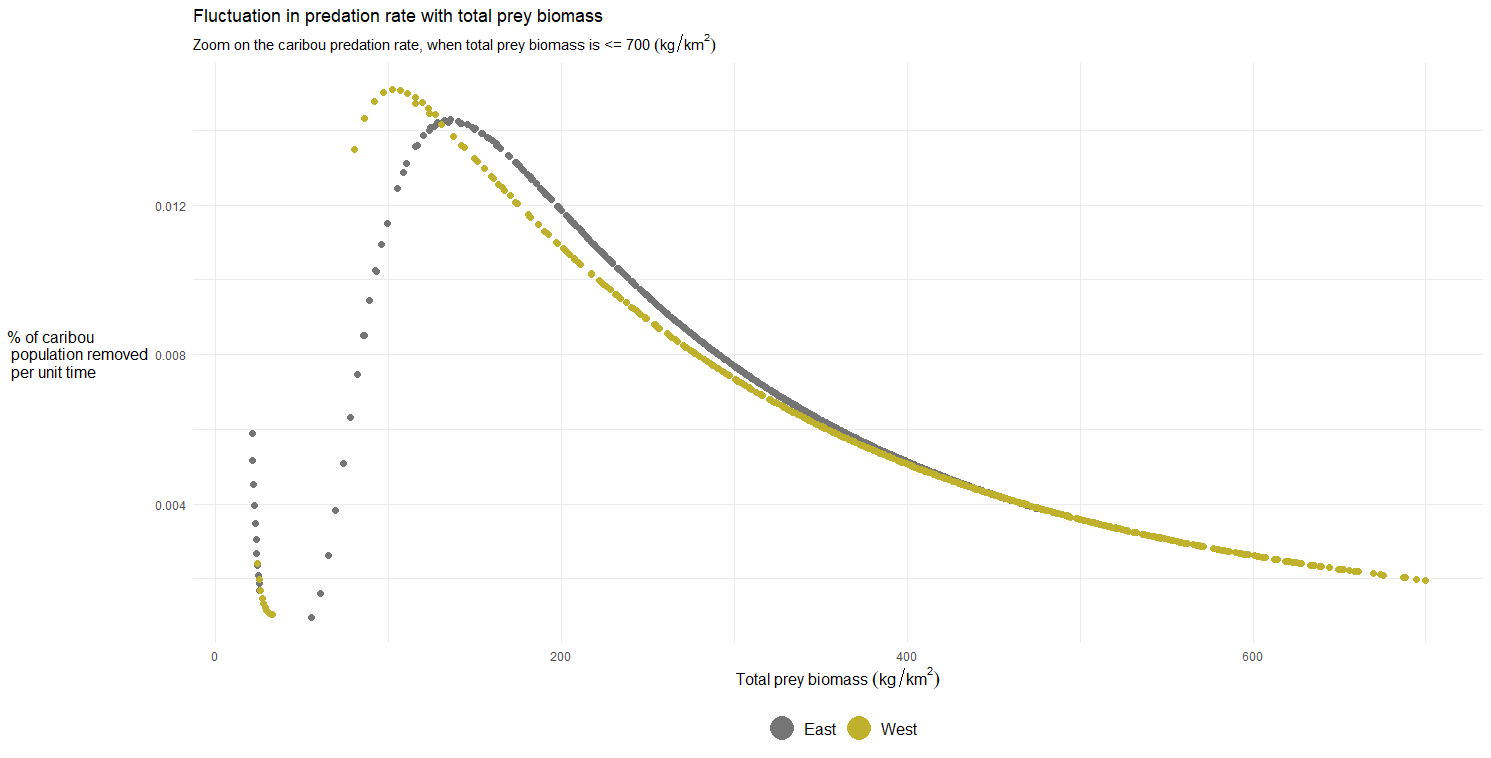 Fluctuation in predation rate with total prey biomass
Zoom on the caribou predation rate, when total prey biomass is <= 700 (kg/km²)
% of caribou
population removed
per unit time
0.012
0.008
0.004
0
200
400
600
Total prey biomass (kg/km²)
East
West